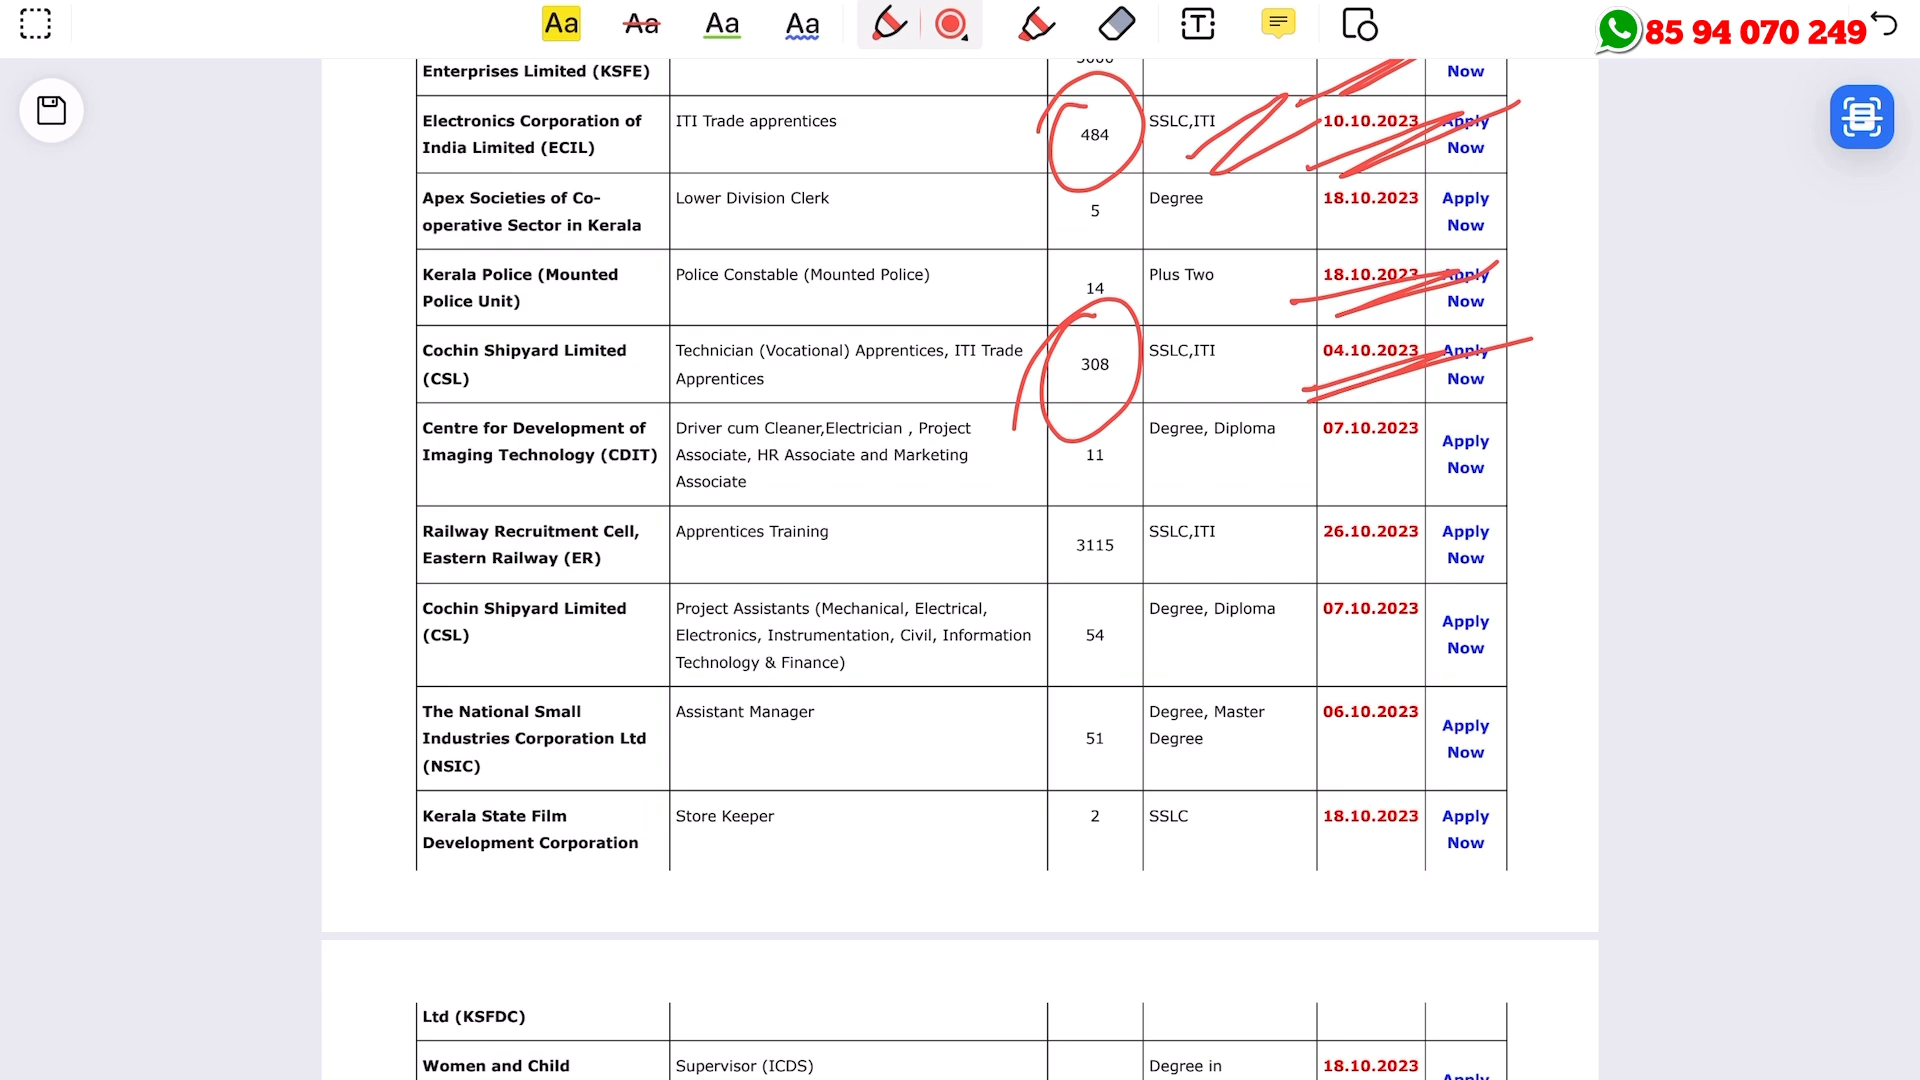 Aa Aa Aa Aa T
85 94 070 249
Enterprises Limited (KSFE) Now
Electronics Corporation of India Limited (ECIL)
ITI Trade apprentices
484
SSLC,ITI
10.10.2023
Apply Now
Apex Societies of Co-
operative Sector in Kerala
Lower Division Clerk
5
Degree
18.10.2023
Apply
Now
Kerala Police (Mounted
Police Unit)
Police Constable (Mounted Police)
14
Plus Two
18.10.2023
Apply
Now
Cochin Shipyard Limited
(CSL)
Technician (Vocational) Apprentices, ITI Trade
Apprentices
308
SSLC,ITI
04.10.2023
Apply
Now
Centre for Development of
Imaging Technology (CDIT)
Driver cum Cleaner,Electrician , Project
Associate, HR Associate and Marketing
Associate
11
Degree, Diploma
07.10.2023
Apply
Now
Railway Recruitment Cell,
Eastern Railway (ER)
Apprentices Training
3115
SSLC,ITI
26.10.2023
Apply
Now
Cochin Shipyard Limited
(CSL)
Project Assistants (Mechanical, Electrical,
Electronics, Instrumentation, Civil, Information
Technology & Finance)
54
Degree, Diploma
07.10.2023
Apply
Now
The National Small
Industries Corporation Ltd
(NSIC)
Assistant Manager
51
Degree, Master
Degree
06.10.2023
Apply
Now
Kerala State Film
Development Corporation
Store Keeper
2
SSLC
18.10.2023
Apply
Now
Ltd (KSFDC)
Women and Child
Supervisor (ICDS)
Degree in
18.10.2023
Apply